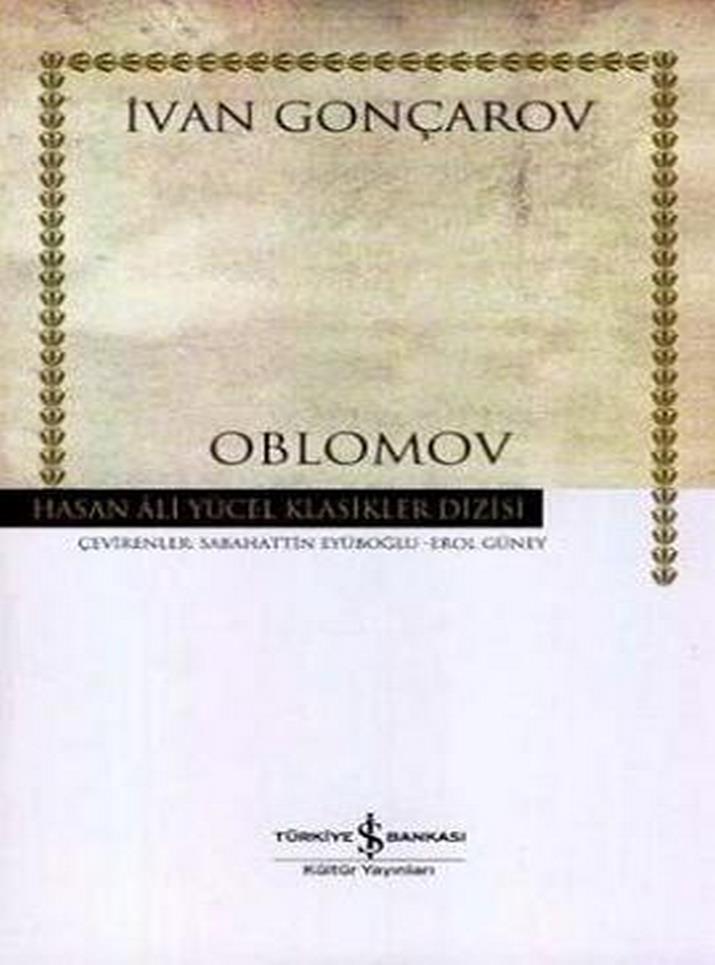 İVAN GONÇAROV
OBLOMOV
HASAN ÂLİ YÜCEL KLASİKLER DİZİSİ
ÇEVİRENLER: SABAHATTİN EYÜBOĞLU -EROL GÜNEY
TÜRKİYE İŞ BANKASI
Kültür Yayınları